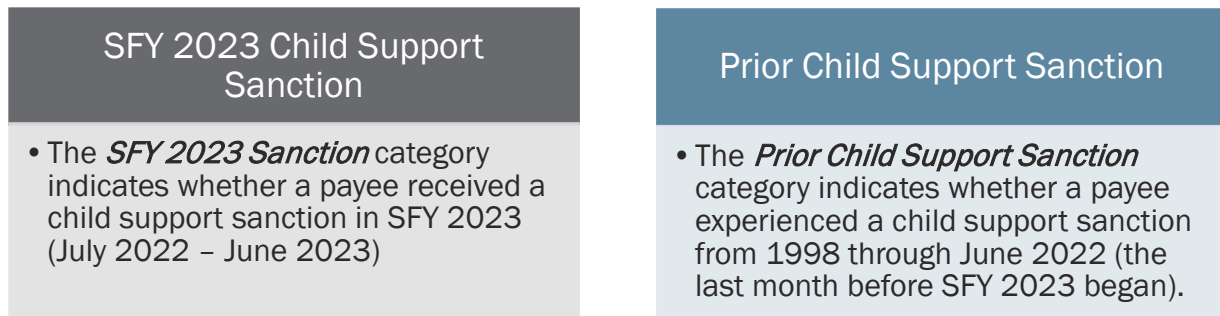 SFY 2023 Child Support
Sanction
• The SFY 2023 Sanction category
indicates whether a payee received a
child support sanction in SFY 2023
(July 2022 – June 2023)
Prior Child Support Sanction
• The Prior Child Support Sanction
category indicates whether a payee
experienced a child support sanction
from 1998 through June 2022 (the
last month before SFY 2023 began).